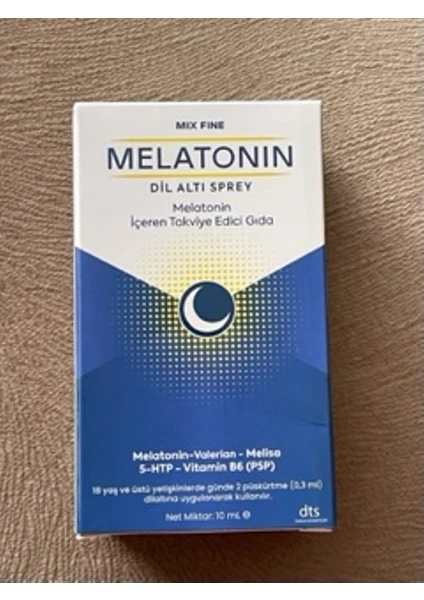 MIX FINE
MELATONIN
DİL ALTI SPREY
Melatonin
İçeren Takviye Edici Gıda
Melatonin-Valerian - Melisa
5-HTP - Vitamin B6 (P5P)
18 yaş ve üstü yetişkinlerde günde 2 püskürtme (0,3 ml)
dilaltına uygulanarak kullanılır.
Net Miktar: 10 mL ℮
dts